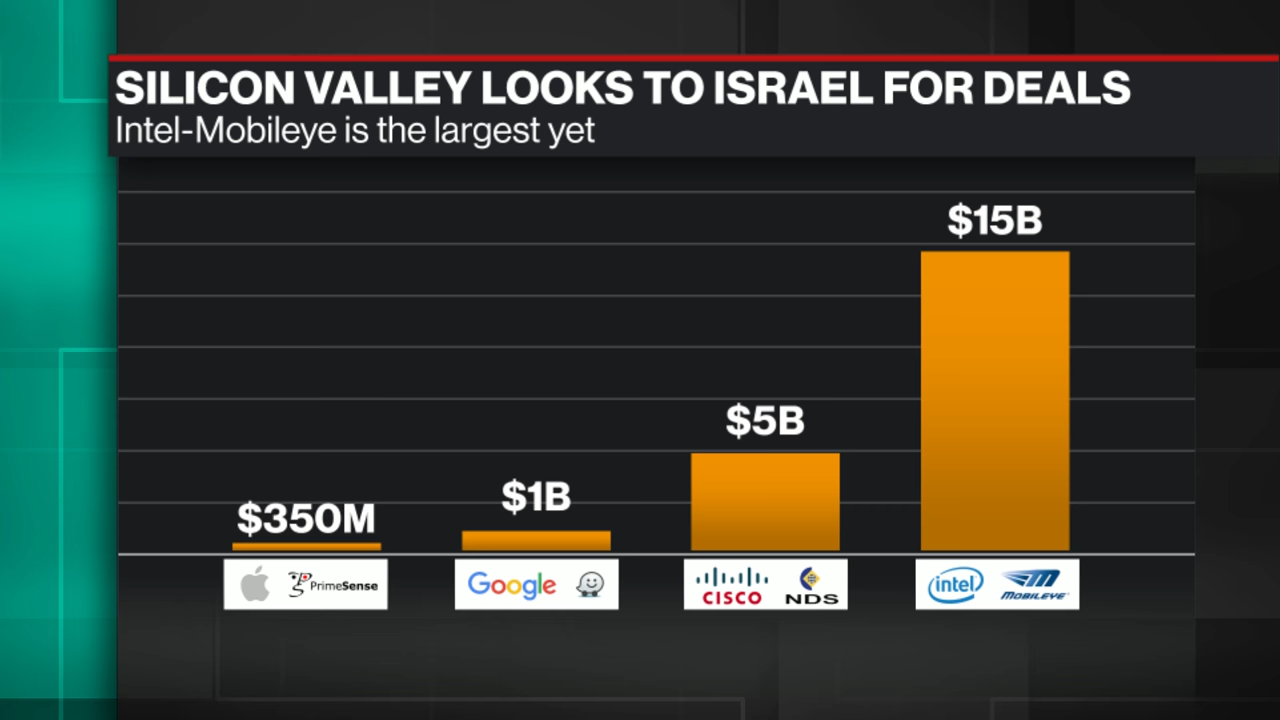 SILICON VALLEY LOOKS TO ISRAEL FOR DEALS
Intel-Mobileye is the largest yet
$350M
$1B
$5B
$15B
PrimeSense
Google
CISCO
NDS
intel
MOBILEYE